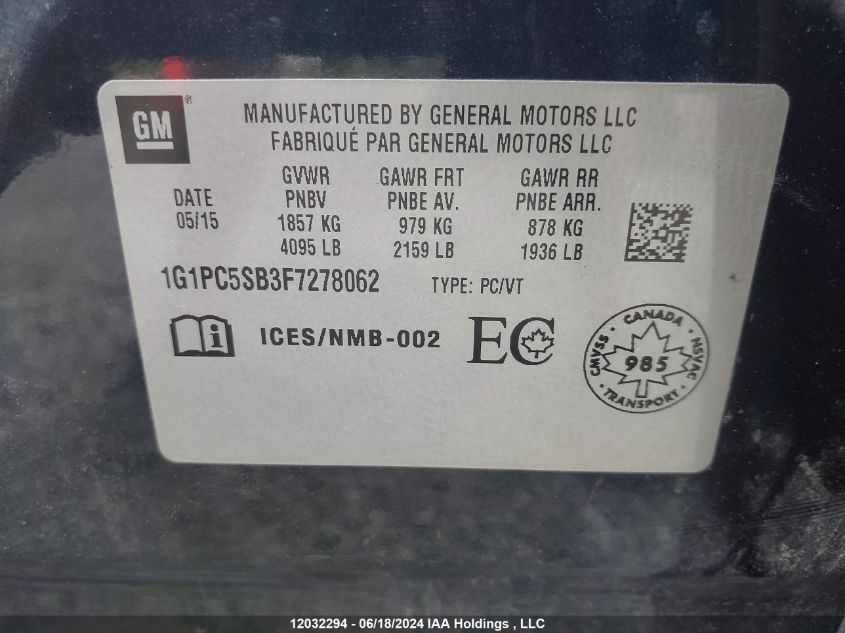 GM ®
MANUFACTURED BY GENERAL MOTORS LLC
FABRIQUÉ PAR GENERAL MOTORS LLC
GVWR GAWR FRT GAWR RR
DATE PNBV PNBE AV. PNBE ARR.
05/15 1857 KG 979 KG 878 KG
4095 LB 2159 LB 1936 LB
1G1PC5SB3F7278062 TYPE: PC/VT
i ICES/NMB-002 EC
CANADA
CMVSS 985 NSVAC
TRANSPORT
12032294 - 06/18/2024 IAA Holdings , LLC